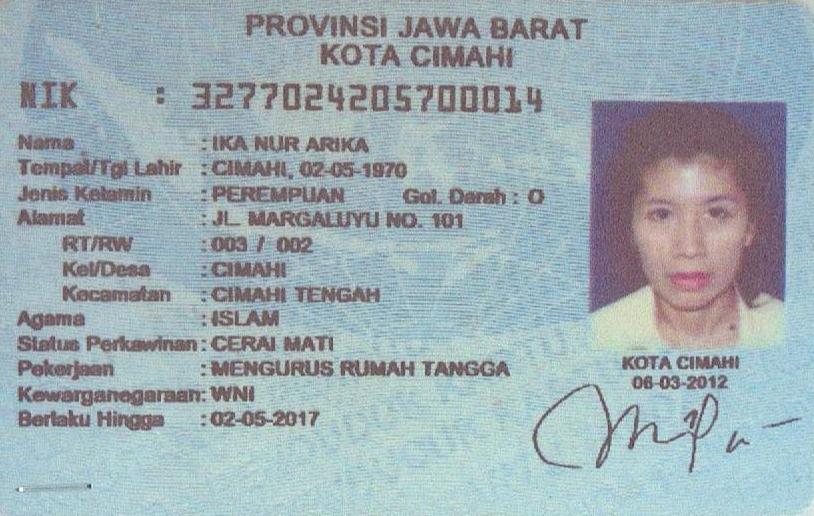 PROVINSI JAWA BARAT
KOTA CIMAHI
NIK : 3277024205700014
Nama : IKA NUR ARIKA
Tempat/Tgl Lahir : CIMAHI, 02-05-1970
Jenis Kelamin : PEREMPUAN Gol. Darah : O
Alamat : JL. MARGALUYU NO. 101
RT/RW : 003 / 002
Kel/Desa : CIMAHI
Kecamatan : CIMAHI TENGAH
Agama : ISLAM
Status Perkawinan : CERAI MATI
Pekerjaan : MENGURUS RUMAH TANGGA
Kewarganegaraan : WNI
Berlaku Hingga : 02-05-2017
KOTA CIMAHI
06-03-2012